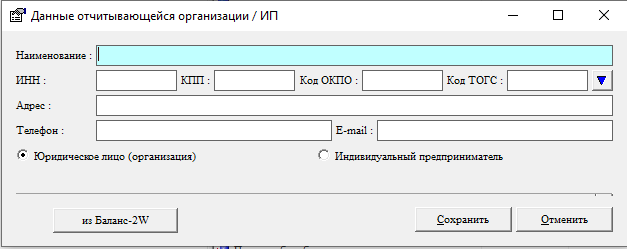 Данные отчитывающейся организации / ИП
Наименование :
ИНН : КПП : Код ОКПО : Код ТОГС :
Адрес :
Телефон : E-mail :
Юридическое лицо (организация) Индивидуальный предприниматель
из Баланс-2W Сохранить Отменить